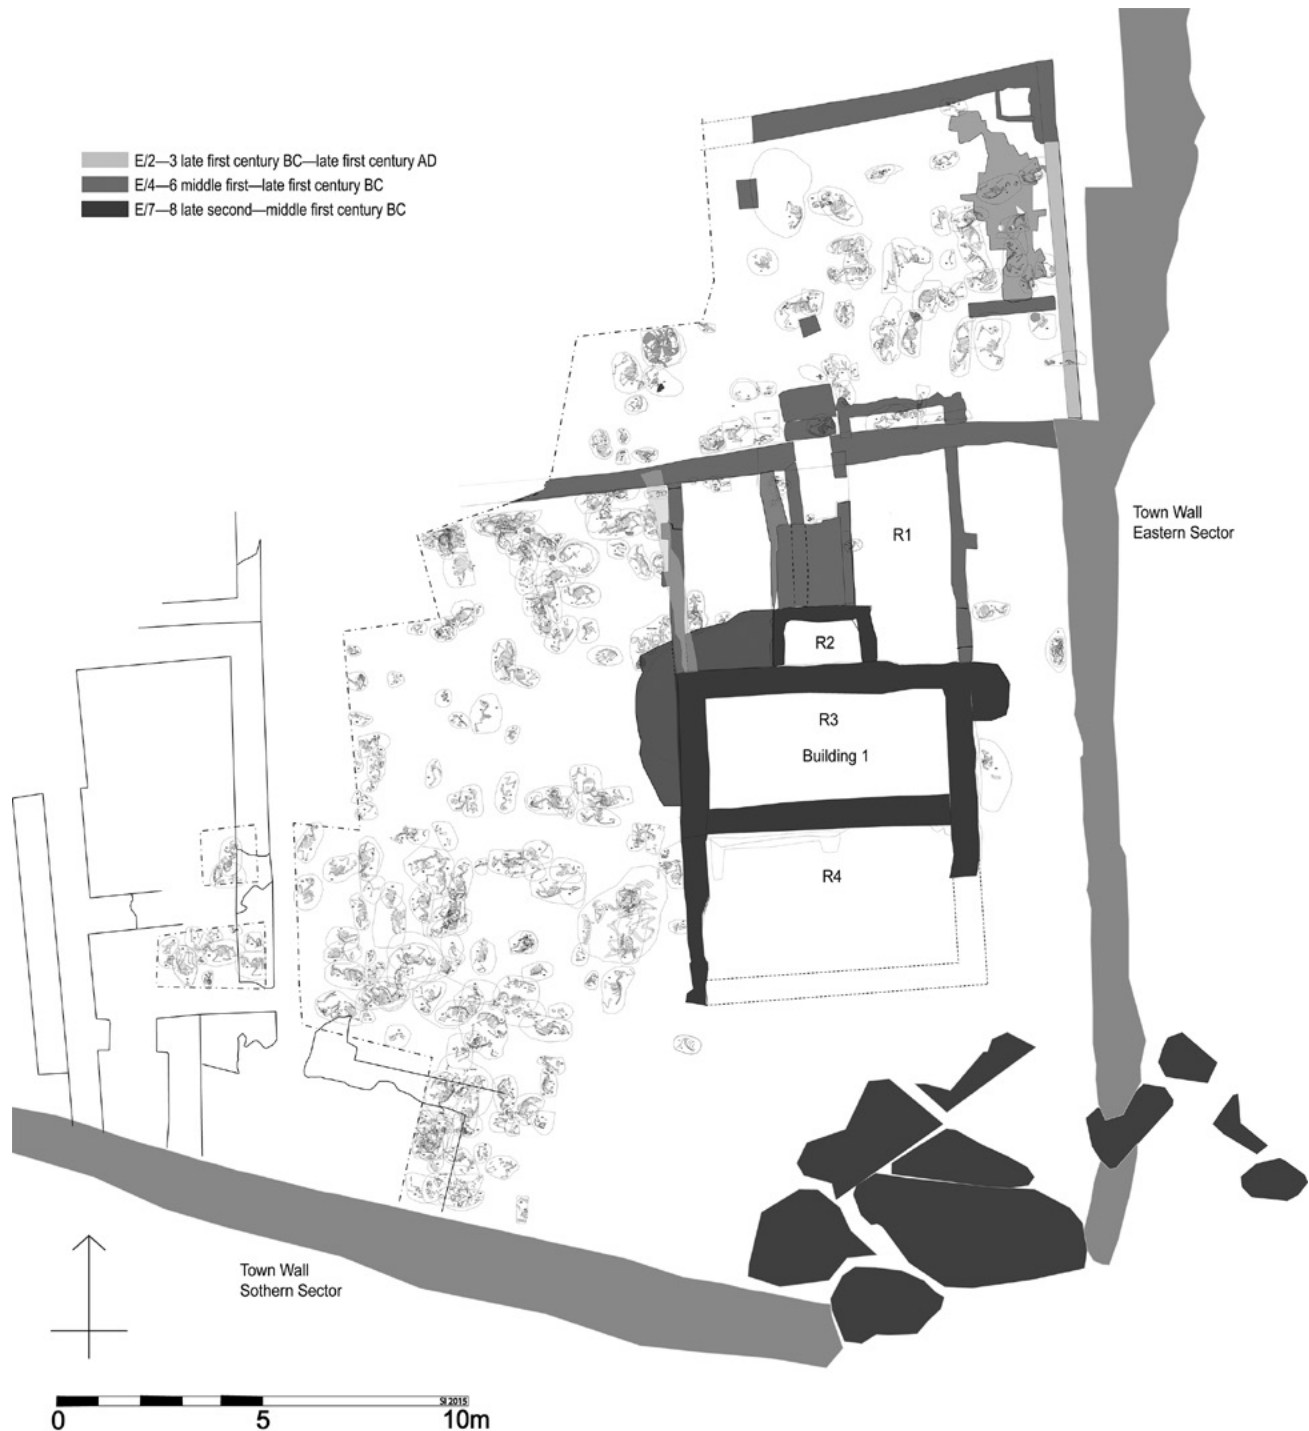 E/2—3 late first century BC—late first century AD
E/4—6 middle first—late first century BC
E/7—8 late second—middle first century BC
Town Wall
Eastern Sector
R1
R2
R3
Building 1
R4
Town Wall
Sothern Sector
SI 2015
0 5 10m